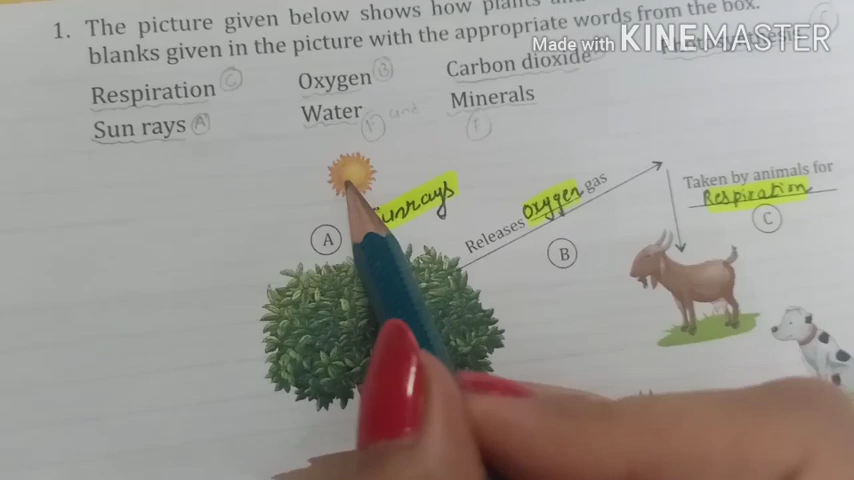 1. The picture given below shows how plants
blanks given in the picture with the appropriate words from the box.
Made with KINEMASTER
Respiration C Oxygen B Carbon dioxide
Sun rays A Water F and Minerals F
Sunrays
A
Releases Oxygen gas
B
Taken by animals for
Respiration
C